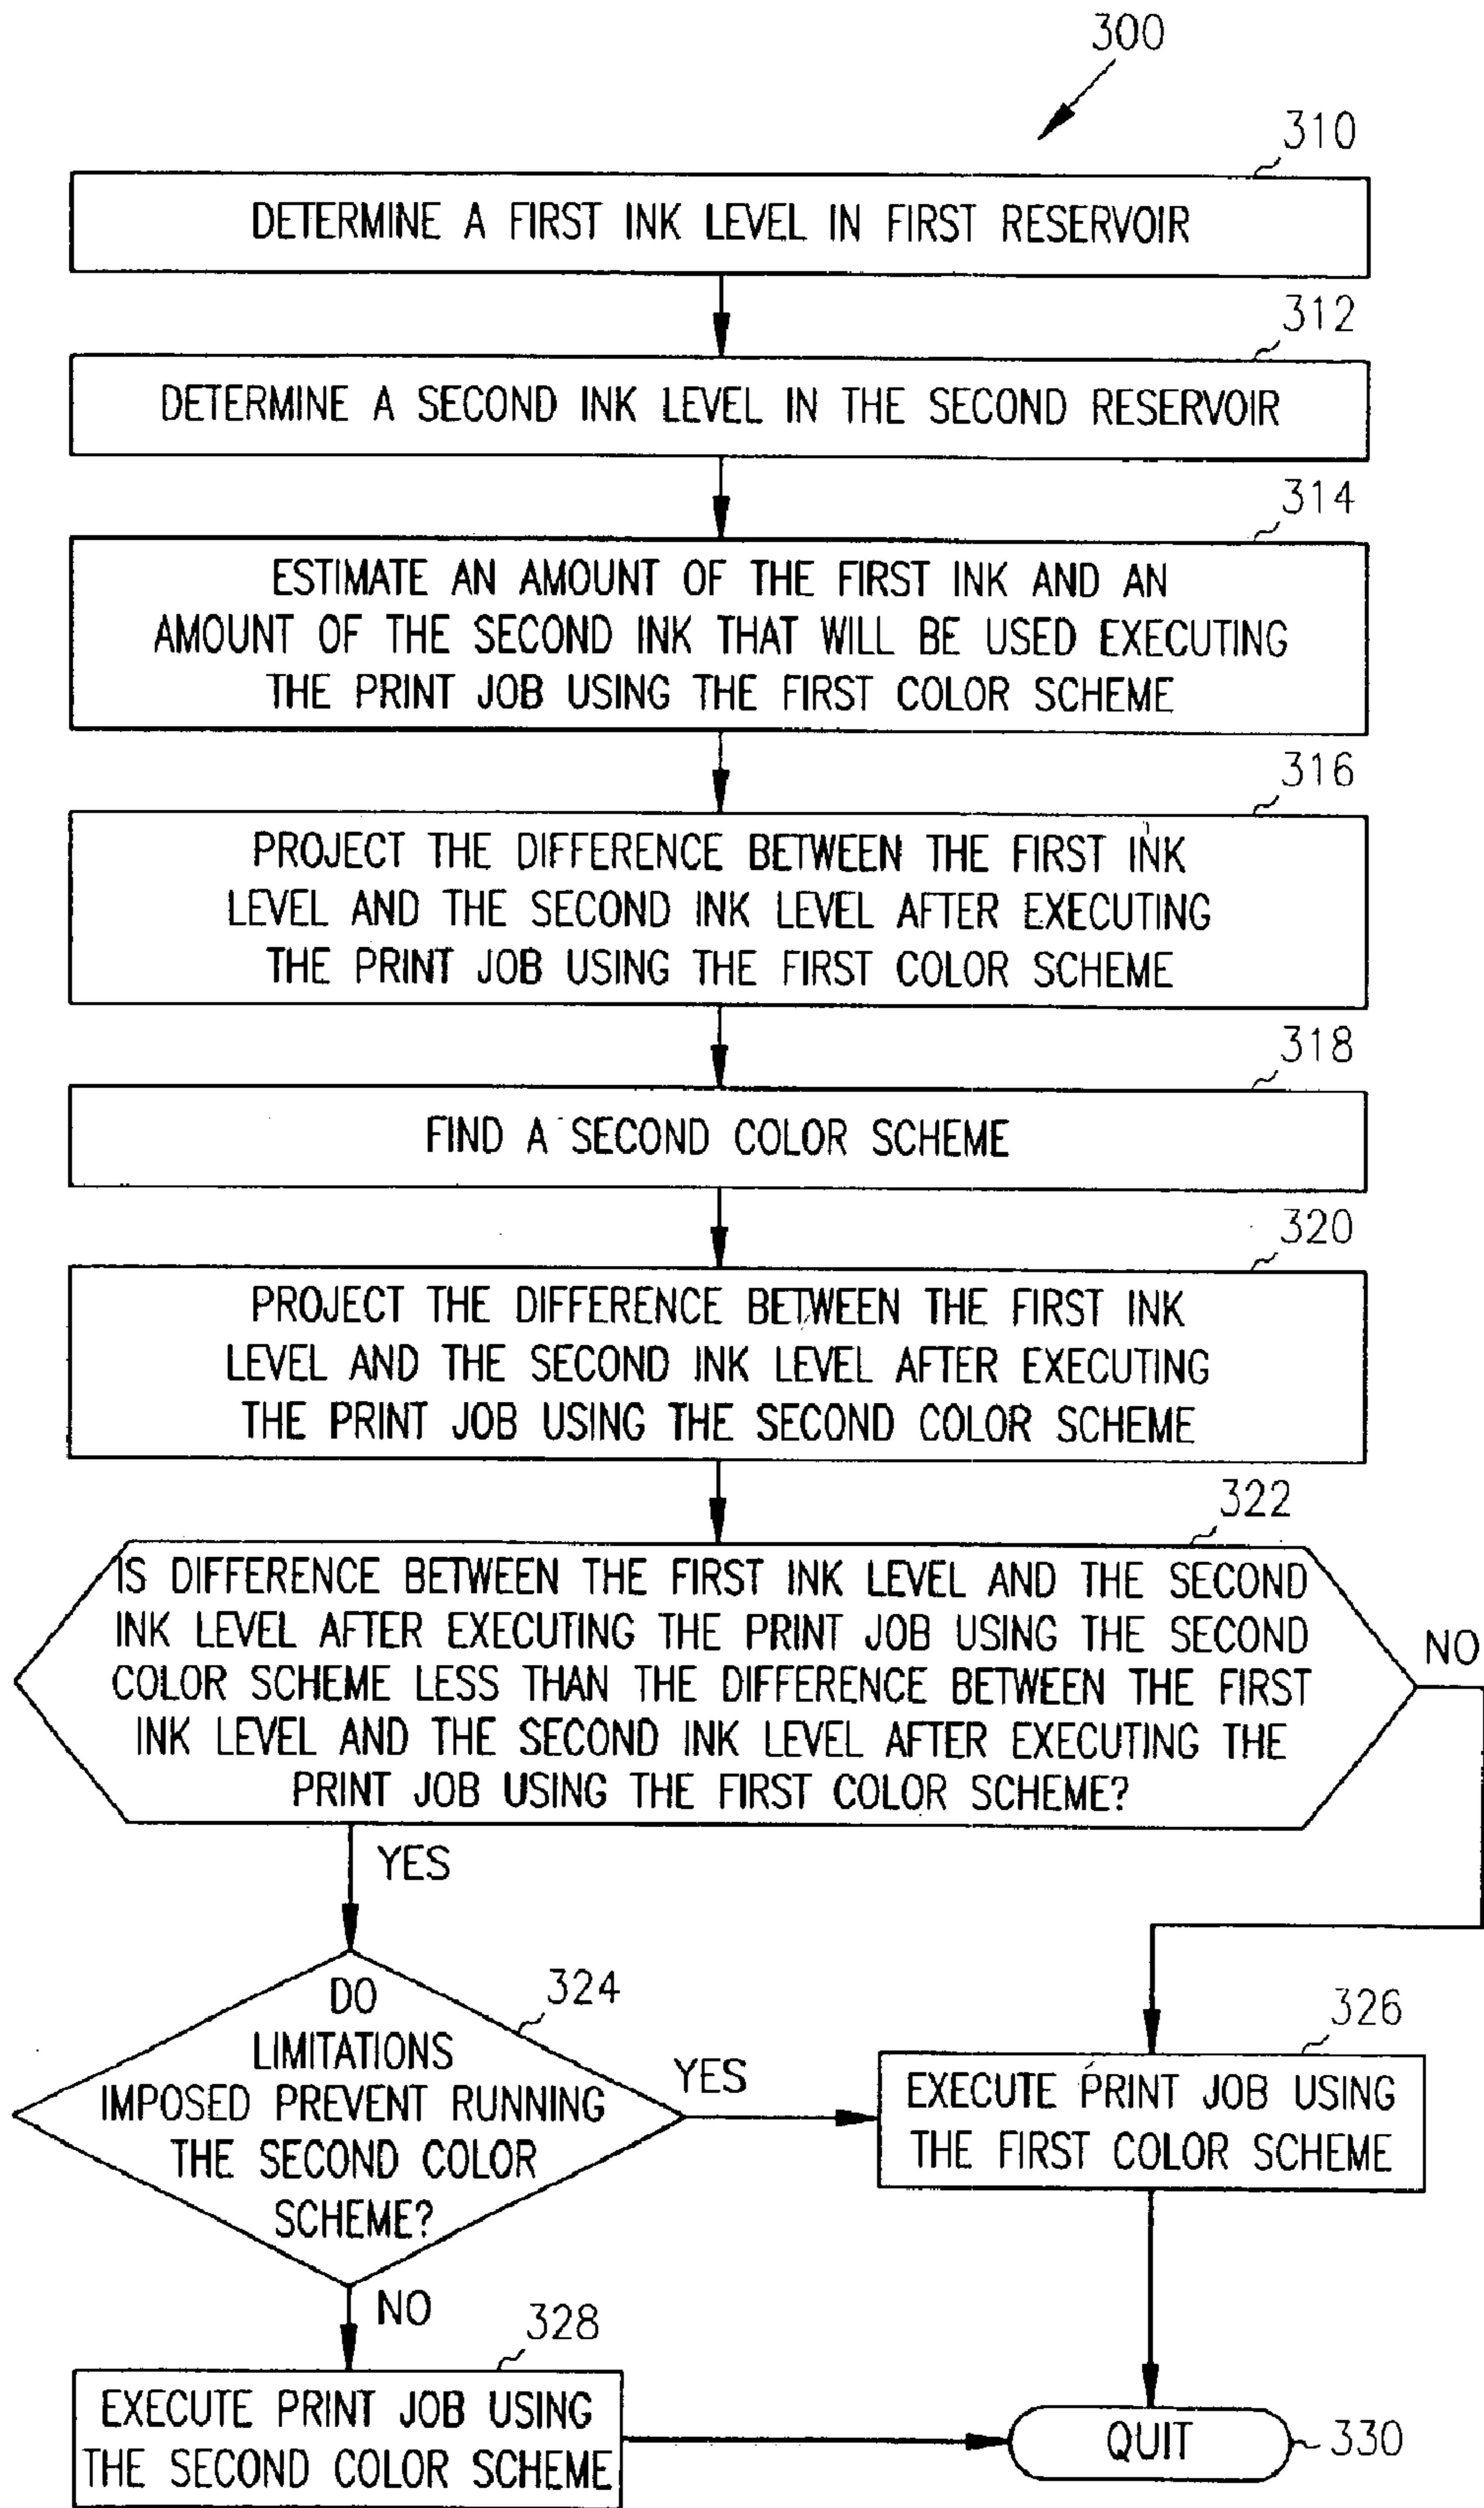 300
310
DETERMINE A FIRST INK LEVEL IN FIRST RESERVOIR
312
DETERMINE A SECOND INK LEVEL IN THE SECOND RESERVOIR
314
ESTIMATE AN AMOUNT OF THE FIRST INK AND AN
AMOUNT OF THE SECOND INK THAT WILL BE USED EXECUTING
THE PRINT JOB USING THE FIRST COLOR SCHEME
316
PROJECT THE DIFFERENCE BETWEEN THE FIRST INK
LEVEL AND THE SECOND INK LEVEL AFTER EXECUTING
THE PRINT JOB USING THE FIRST COLOR SCHEME
318
FIND A SECOND COLOR SCHEME
320
PROJECT THE DIFFERENCE BETWEEN THE FIRST INK
LEVEL AND THE SECOND INK LEVEL AFTER EXECUTING
THE PRINT JOB USING THE SECOND COLOR SCHEME
322
IS DIFFERENCE BETWEEN THE FIRST INK LEVEL AND THE SECOND
INK LEVEL AFTER EXECUTING THE PRINT JOB USING THE SECOND
COLOR SCHEME LESS THAN THE DIFFERENCE BETWEEN THE FIRST
INK LEVEL AND THE SECOND INK LEVEL AFTER EXECUTING THE
PRINT JOB USING THE FIRST COLOR SCHEME?
NO
YES
324
DO
LIMITATIONS
IMPOSED PREVENT RUNNING
THE SECOND COLOR
SCHEME?
YES
326
EXECUTE PRINT JOB USING
THE FIRST COLOR SCHEME
NO
328
EXECUTE PRINT JOB USING
THE SECOND COLOR SCHEME
QUIT
330